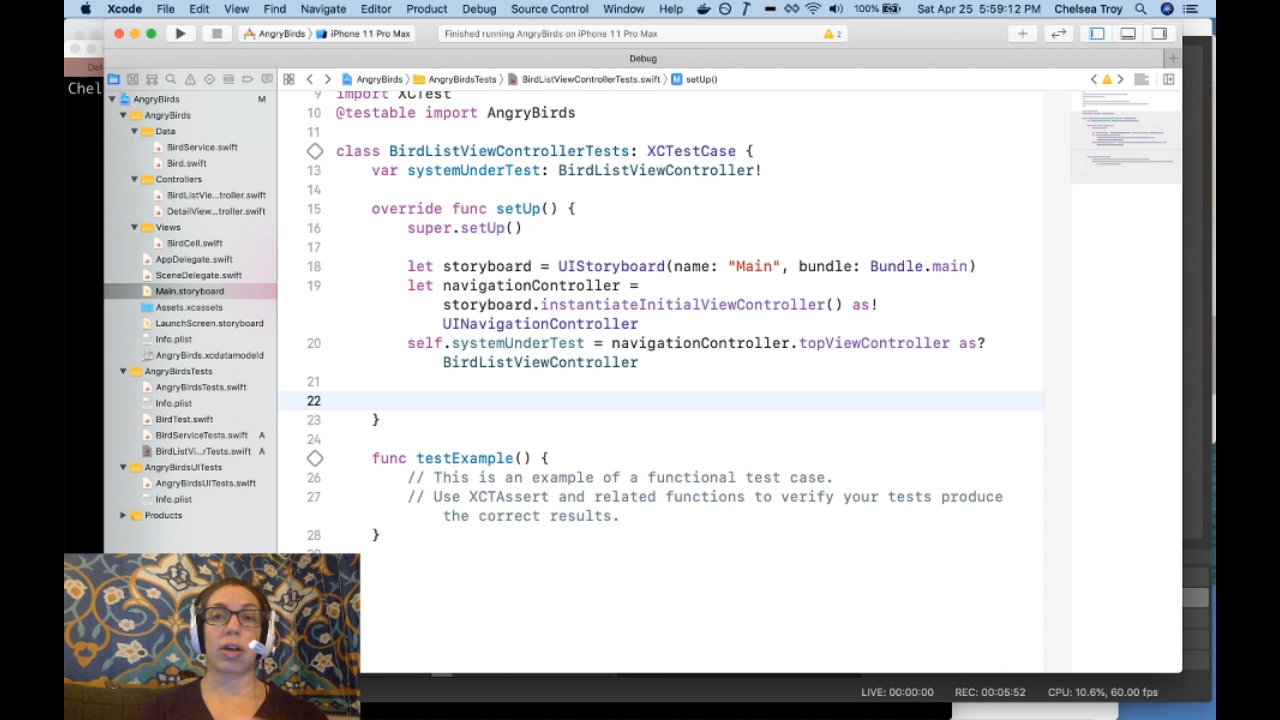 Xcode File Edit View Find Navigate Editor Product Debug Source Control Window Help 100% Sat Apr 25 5:59:12 PM Chelsea Troy
AngryBirds 〉 iPhone 11 Pro Max Finished running AngryBirds on iPhone 11 Pro Max 2
Debug
AngryBirds 〉 AngryBirdsTests 〉 BirdListViewControllerTests.swift 〉 M setUp()
Chel
AngryBirds M
AngryBirds
Data
BirdService.swift
Bird.swift
Controllers
BirdListVie...troller.swift
DetailView...troller.swift
Views
BirdCell.swift
AppDelegate.swift
SceneDelegate.swift
Main.storyboard
Assets.xcassets
LaunchScreen.storyboard
Info.plist
AngryBirds.xcdatamodeld
AngryBirdsTests
AngryBirdsTests.swift
Info.plist
BirdTest.swift
BirdServiceTests.swift A
BirdListVi...rTests.swift A
AngryBirdsUITests
AngryBirdsUITests.swift
Info.plist
Products
9 import XCTest
10 @testable import AngryBirds
11
class BirdListViewControllerTests: XCTestCase {
13 var systemUnderTest: BirdListViewController!
14
15 override func setUp() {
16 super.setUp()
17
18 let storyboard = UIStoryboard(name: "Main", bundle: Bundle.main)
19 let navigationController =
storyboard.instantiateInitialViewController() as!
UINavigationController
20 self.systemUnderTest = navigationController.topViewController as?
BirdListViewController
21
22
23 }
24
func testExample() {
26 // This is an example of a functional test case.
27 // Use XCTAssert and related functions to verify your tests produce
the correct results.
28 }
LIVE: 00:00:00 REC: 00:05:52 CPU: 10.6%, 60.00 fps